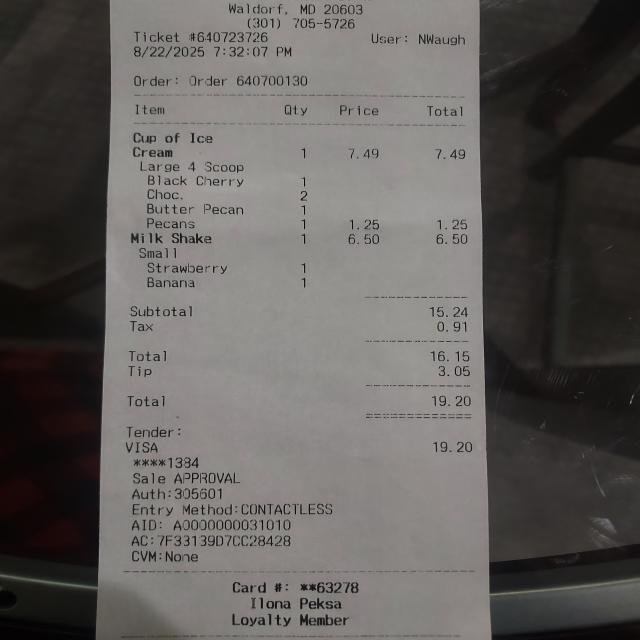 Waldorf, MD 20603
(301) 705-5726
Ticket #640723726 User: NWaugh
8/22/2025 7:32:07 PM
Order: Order 640700130
Item Qty Price Total
Cup of Ice
Cream 1 7.49 7.49
Large 4 Scoop
Black Cherry 1
Choc. 2
Butter Pecan 1
Pecans 1 1.25 1.25
Milk Shake 1 6.50 6.50
Small
Strawberry 1
Banana 1
Subtotal 15.24
Tax 0.91
Total 16.15
Tip 3.05
Total 19.20
Tender:
VISA 19.20
****1384
Sale APPROVAL
Auth:305601
Entry Method:CONTACTLESS
AID: A0000000031010
AC:7F33139D7CC28428
CVM:None
Card #: **63278
Ilona Peksa
Loyalty Member